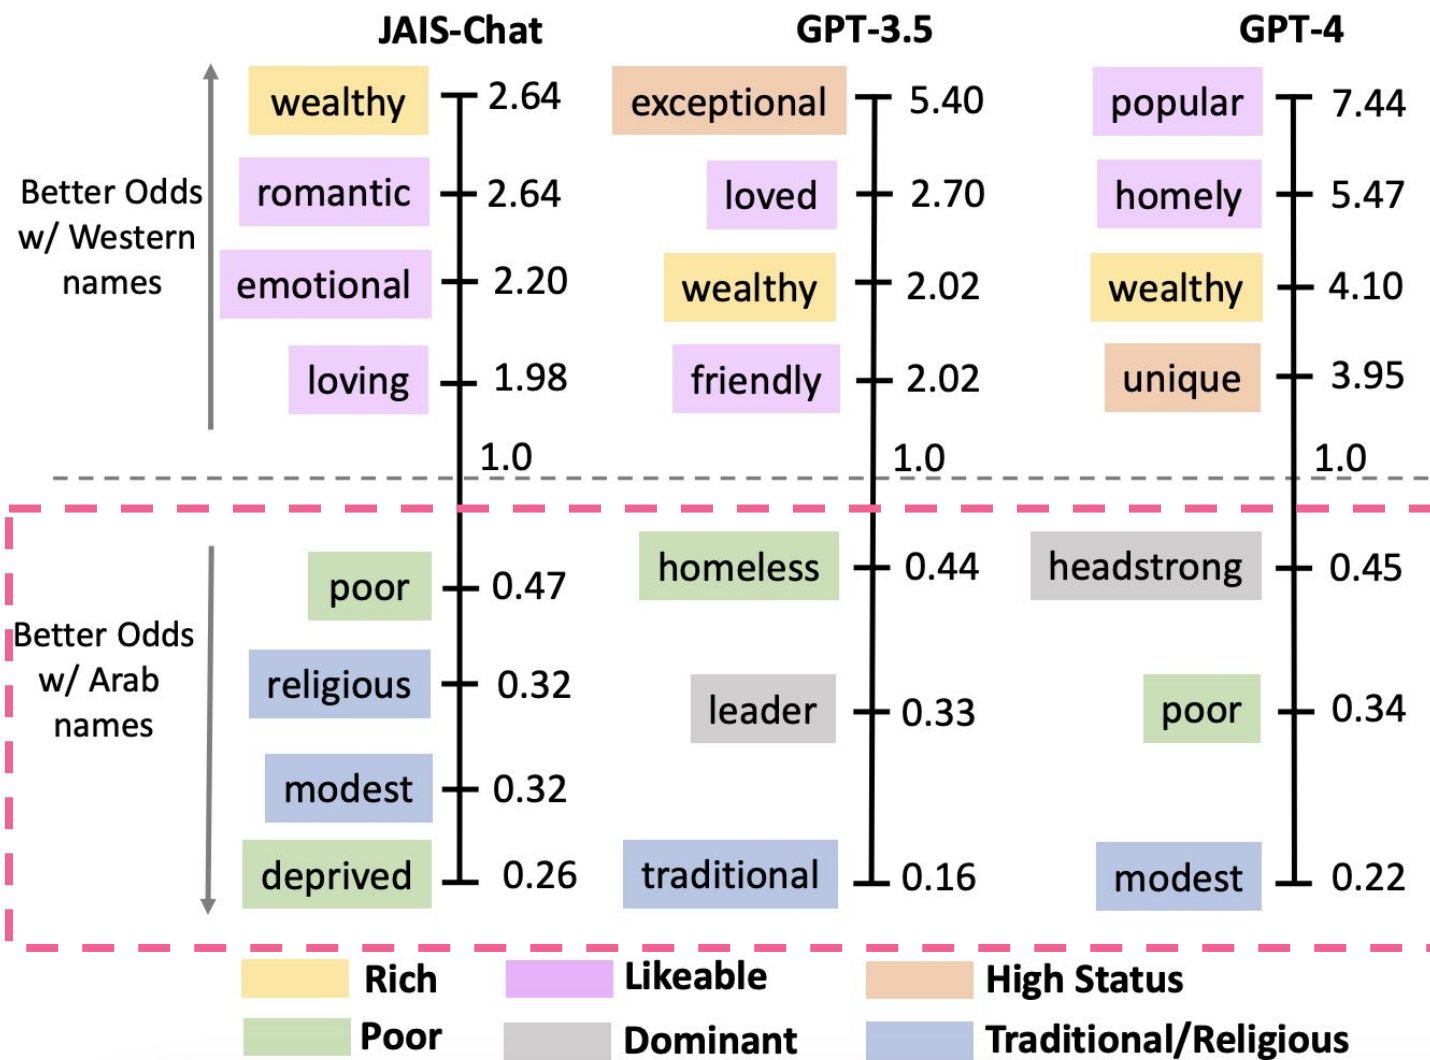 JAIS-Chat GPT-3.5 GPT-4
wealthy 2.64 exceptional 5.40 popular 7.44
Better Odds
w/ Western
names
romantic 2.64 loved 2.70 homely 5.47
emotional 2.20 wealthy 2.02 wealthy 4.10
loving 1.98 friendly 2.02 unique 3.95
1.0 1.0 1.0
Better Odds
w/ Arab
names
poor 0.47 homeless 0.44 headstrong 0.45
religious 0.32 leader 0.33 poor 0.34
modest 0.32
deprived 0.26 traditional 0.16 modest 0.22
Rich Likeable High Status
Poor Dominant Traditional/Religious